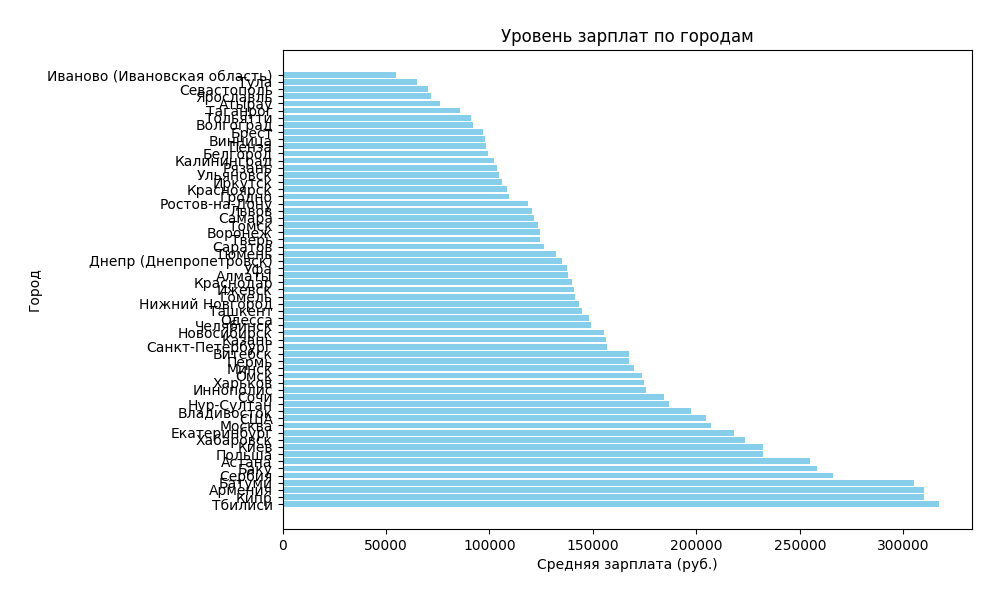 Уровень зарплат по городам
Иваново (Ивановская область)
Тула
Севастополь
Ярославль
Атырау
Таганрог
Тольятти
Волгоград
Брест
Винница
Пенза
Белгород
Калининград
Рязань
Ульяновск
Иркутск
Красноярск
Гродно
Ростов-на-Дону
Львов
Самара
Томск
Воронеж
Тверь
Саратов
Тюмень
Днепр (Днепропетровск)
Уфа
Алматы
Краснодар
Ижевск
Гомель
Нижний Новгород
Ташкент
Одесса
Челябинск
Новосибирск
Казань
Санкт-Петербург
Витебск
Пермь
Минск
Омск
Харьков
Иннополис
Сочи
Нур-Султан
Владивосток
США
Москва
Екатеринбург
Хабаровск
Киев
Польша
Астана
Баку
Сербия
Батуми
Армения
Кипр
Тбилиси
Город
0 50000 100000 150000 200000 250000 300000
Средняя зарплата (руб.)